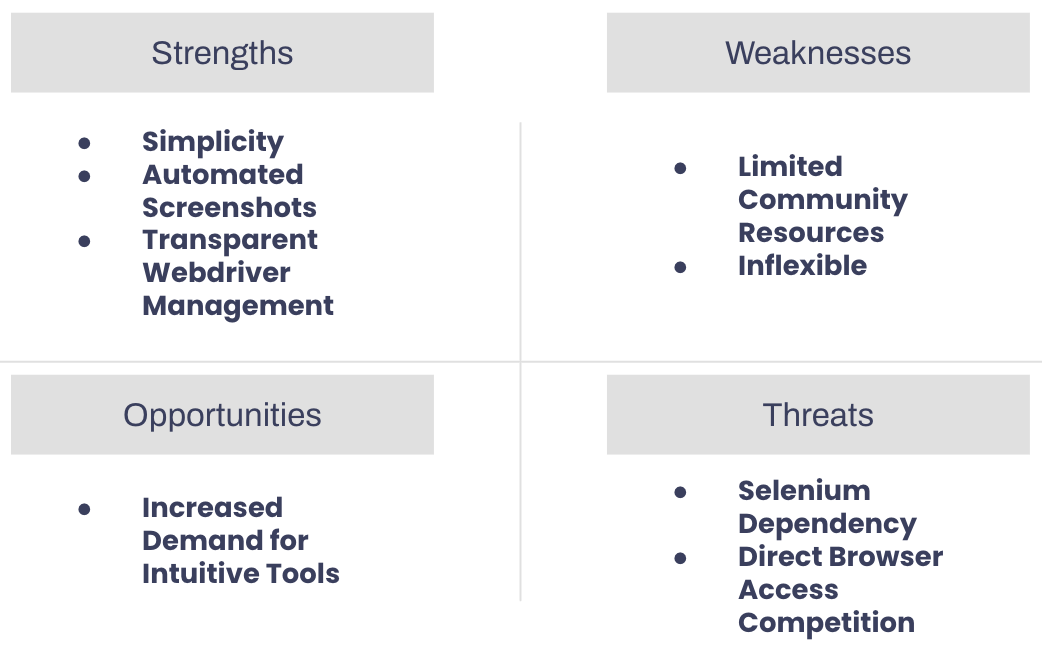 Strengths
● Simplicity
● Automated
Screenshots
● Transparent
Webdriver
Management
Weaknesses
● Limited
Community
Resources
● Inflexible
Opportunities
● Increased
Demand for
Intuitive Tools
Threats
● Selenium
Dependency
● Direct Browser
Access
Competition